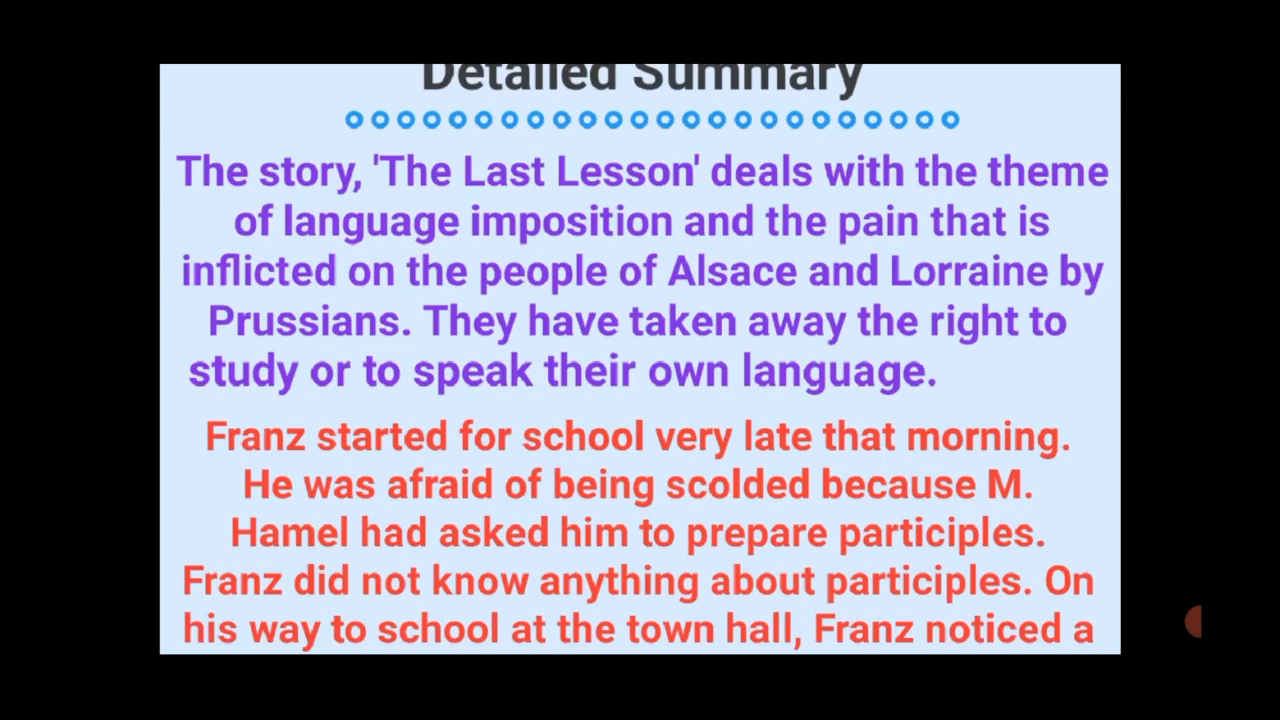 Detailed Summary
The story, 'The Last Lesson' deals with the theme
of language imposition and the pain that is
inflicted on the people of Alsace and Lorraine by
Prussians. They have taken away the right to
study or to speak their own language.
Franz started for school very late that morning.
He was afraid of being scolded because M.
Hamel had asked him to prepare participles.
Franz did not know anything about participles. On
his way to school at the town hall, Franz noticed a